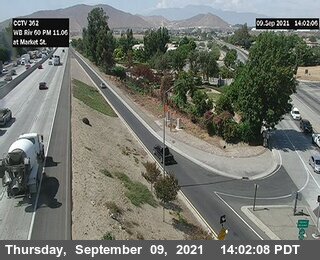 CCTV 362
WB Riv 60 PM 11.06
at Market St.
09 Sep 2021 14:02:06
Thursday, September 09, 2021 14:02:08 PDT